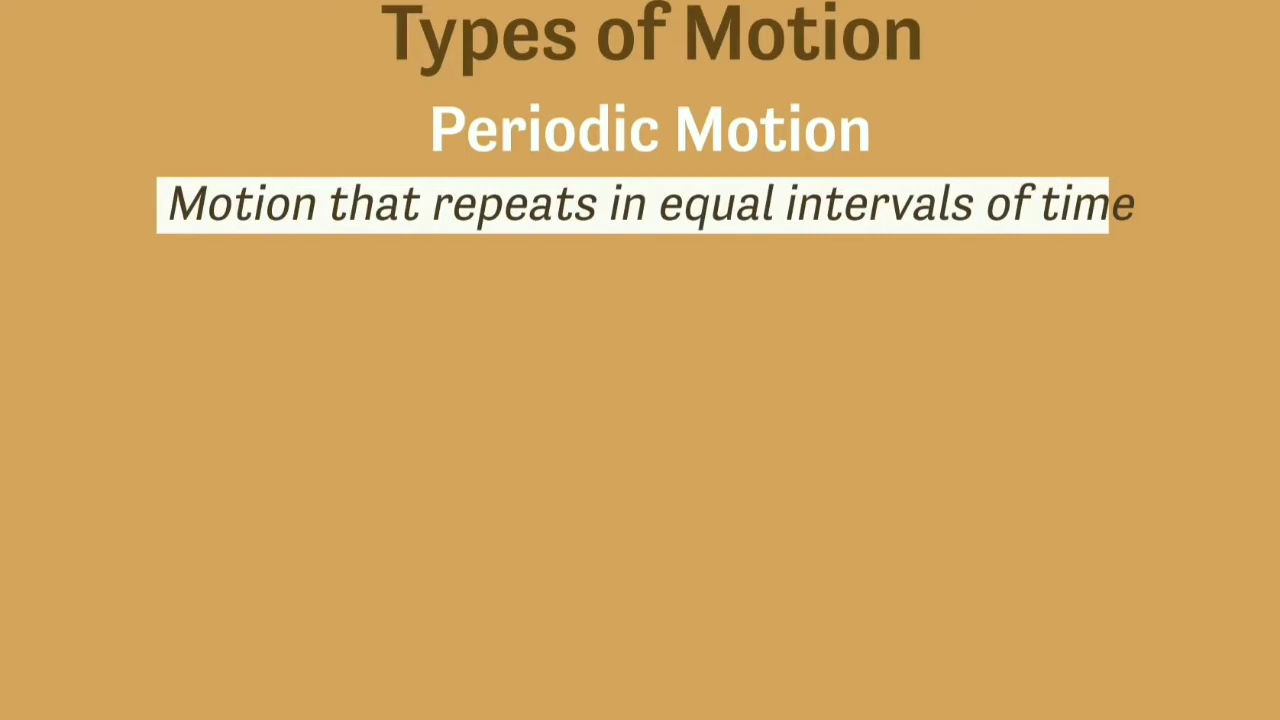 Types of Motion
Periodic Motion
Motion that repeats in equal intervals of time